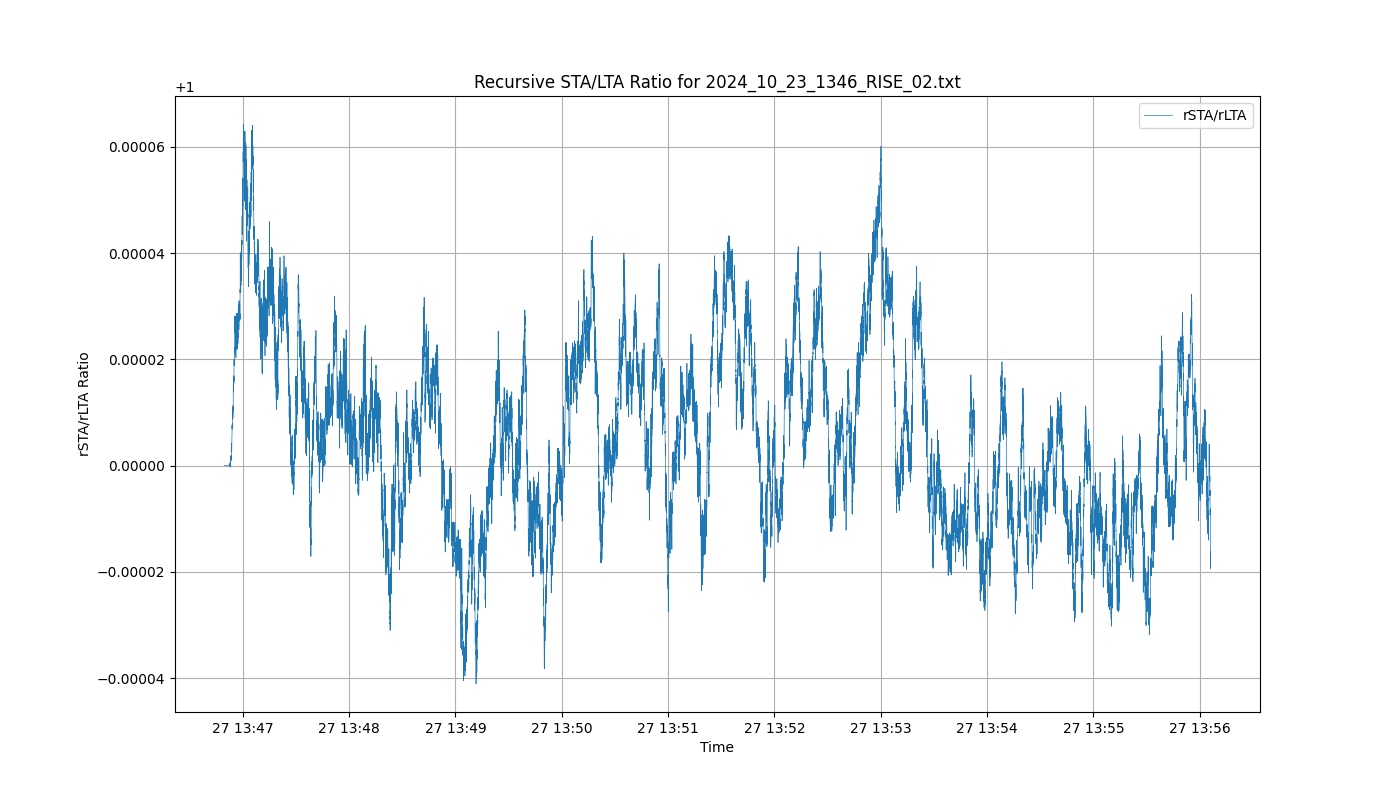 Recursive STA/LTA Ratio for 2024_10_23_1346_RISE_02.txt
+1
rSTA/rLTA
0.00006
0.00004
0.00002
0.00000
−0.00002
−0.00004
rSTA/rLTA Ratio
27 13:47 27 13:48 27 13:49 27 13:50 27 13:51 27 13:52 27 13:53 27 13:54 27 13:55 27 13:56
Time